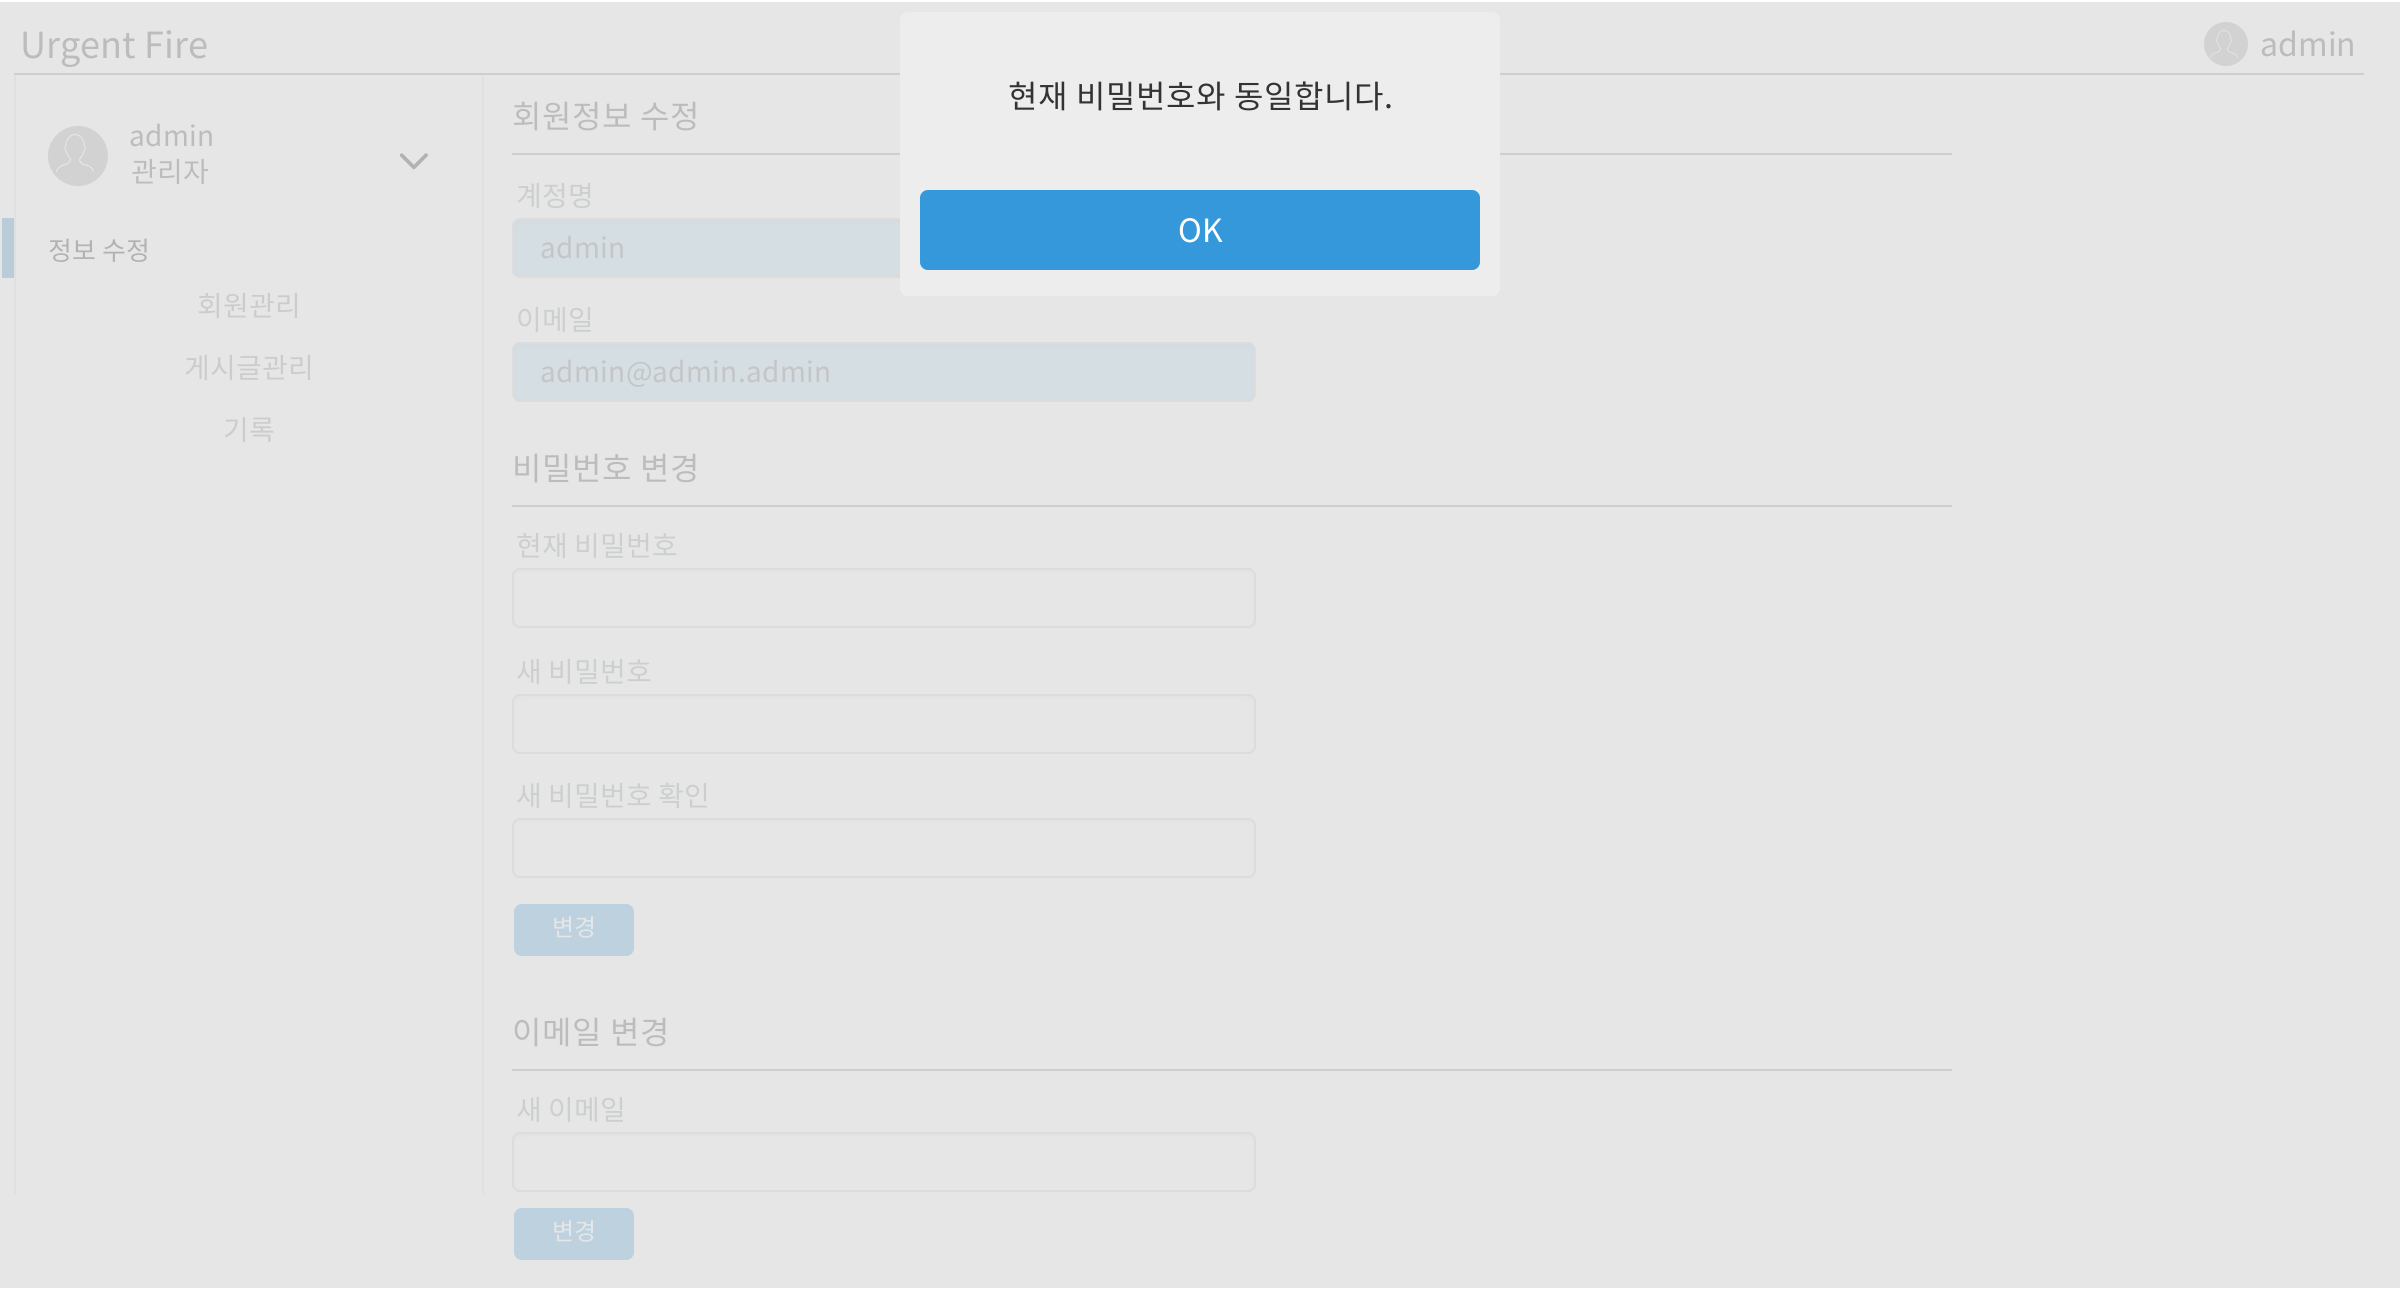 Urgent Fire
admin
현재 비밀번호와 동일합니다.
OK
admin
관리자
정보 수정
회원관리
게시글관리
기록
회원정보 수정
계정명
admin
이메일
admin@admin.admin
비밀번호 변경
현재 비밀번호
새 비밀번호
새 비밀번호 확인
변경
이메일 변경
새 이메일
변경